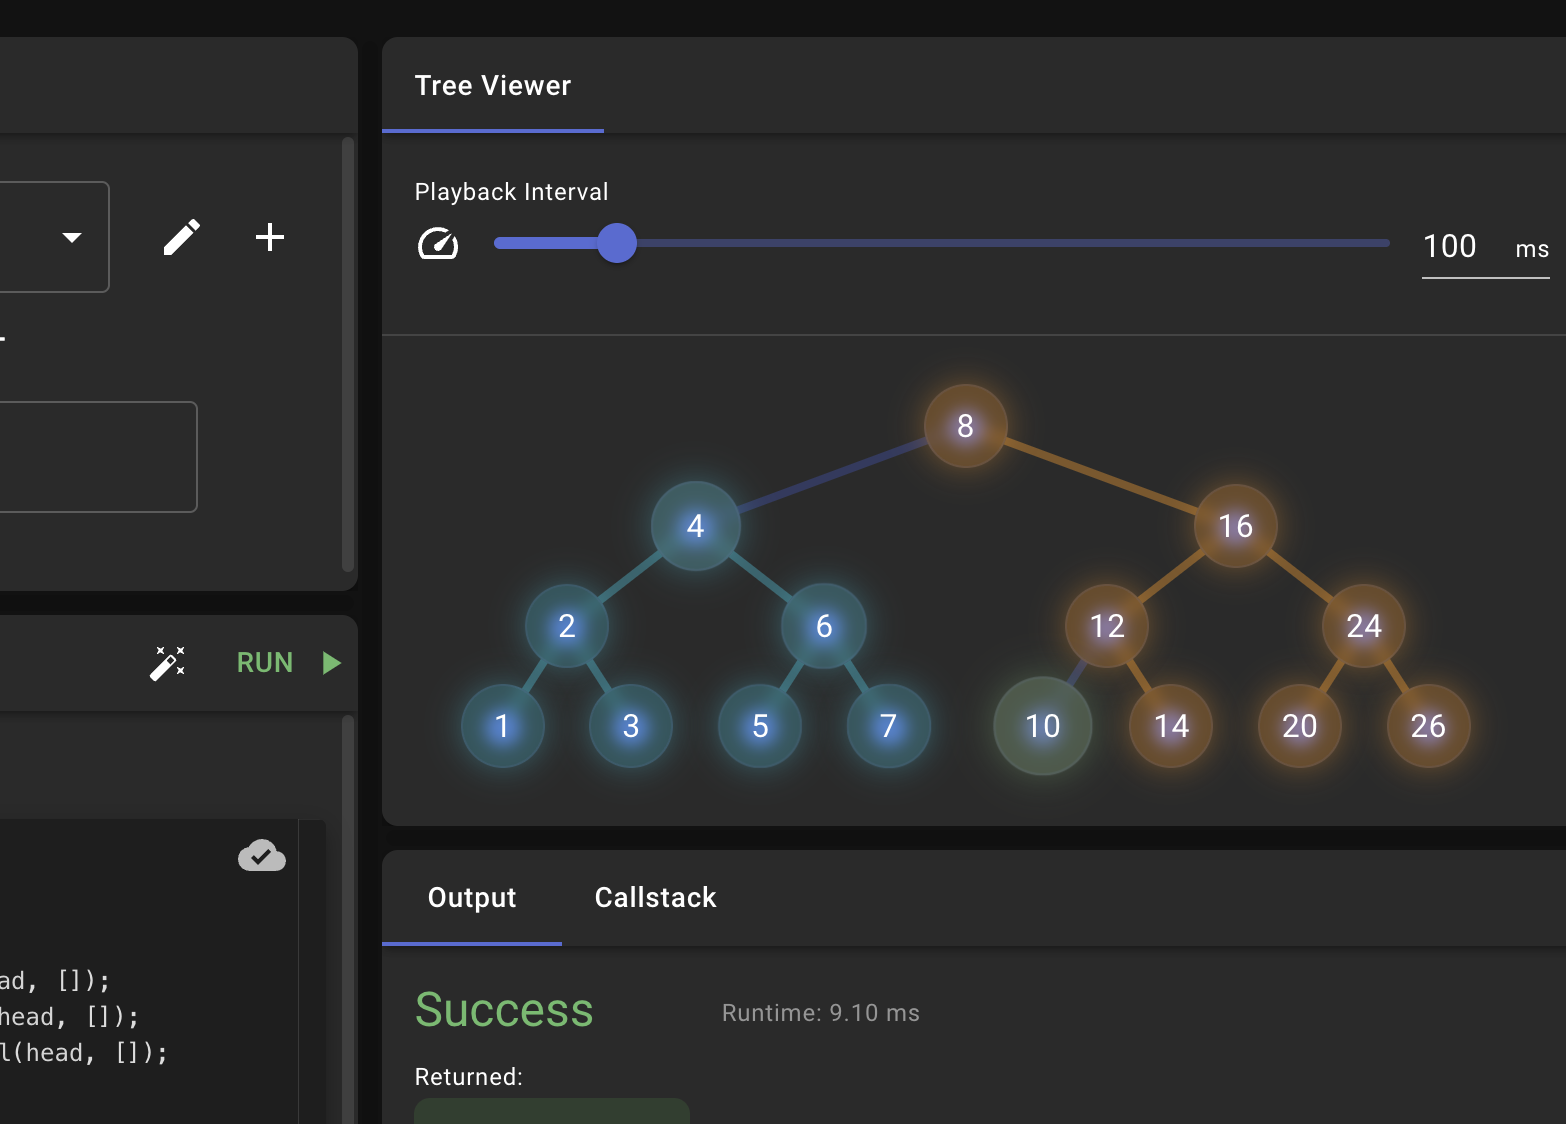 Tree Viewer
Playback Interval
100 ms
8
4 16
2 6 12 24
1 3 5 7 10 14 20 26
RUN
ad, []);
head, []);
l(head, []);
Output Callstack
Success Runtime: 9.10 ms
Returned: